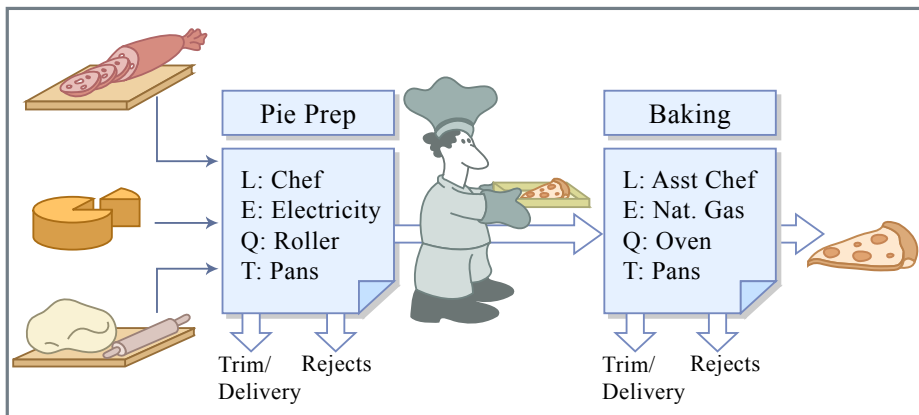 Pie Prep
L: Chef
E: Electricity
Q: Roller
T: Pans
Trim/
Delivery
Rejects
Baking
L: Asst Chef
E: Nat. Gas
Q: Oven
T: Pans
Trim/
Delivery
Rejects